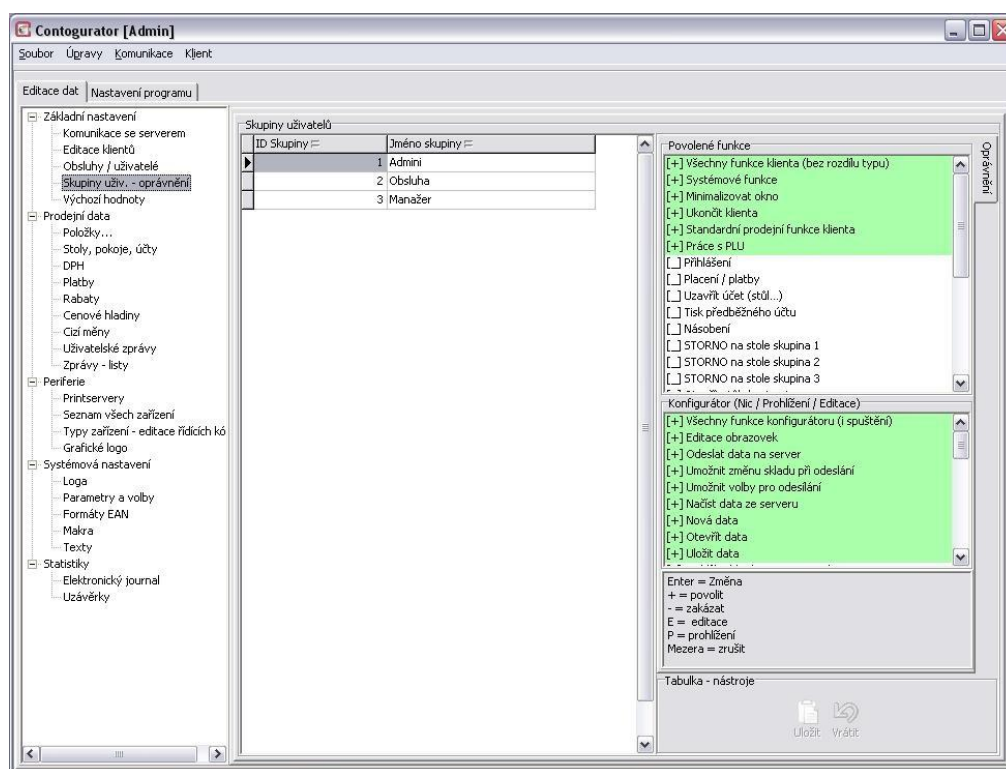 Contogurator [Admin]
Soubor Úpravy Komunikace Klient
Editace dat Nastavení programu
Základní nastavení
Komunikace se serverem
Editace klientů
Obsluhy / uživatelé
Skupiny uživ. - oprávnění
Výchozí hodnoty
Prodejní data
Položky...
Stoly, pokoje, účty
DPH
Platby
Rabaty
Cenové hladiny
Cizí měny
Uživatelské zprávy
Zprávy - listy
Periferie
Printservery
Seznam všech zařízení
Typy zařízení - editace řídících kó
Grafické logo
Systémová nastavení
Loga
Parametry a volby
Formáty EAN
Makra
Texty
Statistiky
Elektronický journal
Uzávěrky
Skupiny uživatelů
ID Skupiny Jméno skupiny
1 Admini
2 Obsluha
3 Manažer
Oprávnění
Povolené funkce
[+] Všechny funkce klienta (bez rozdílu typu)
[+] Systémové funkce
[+] Minimalizovat okno
[+] Ukončit klienta
[+] Standardní prodejní funkce klienta
[+] Práce s PLU
[_] Přihlášení
[_] Placení / platby
[_] Uzavřít účet (stůl...)
[_] Tisk předběžného účtu
[_] Násobení
[_] STORNO na stole skupina 1
[_] STORNO na stole skupina 2
[_] STORNO na stole skupina 3
Konfigurátor (Nic / Prohlížení / Editace)
[+] Všechny funkce konfigurátoru (i spuštění)
[+] Editace obrazovek
[+] Odeslat data na server
[+] Umožnit změnu skladu při odeslání
[+] Umožnit volby pro odesílání
[+] Načíst data ze serveru
[+] Nová data
[+] Otevřít data
[+] Uložit data
Enter = Změna
+ = povolit
- = zakázat
E = editace
P = prohlížení
Mezera = zrušit
Tabulka - nástroje
Uložit Vrátit